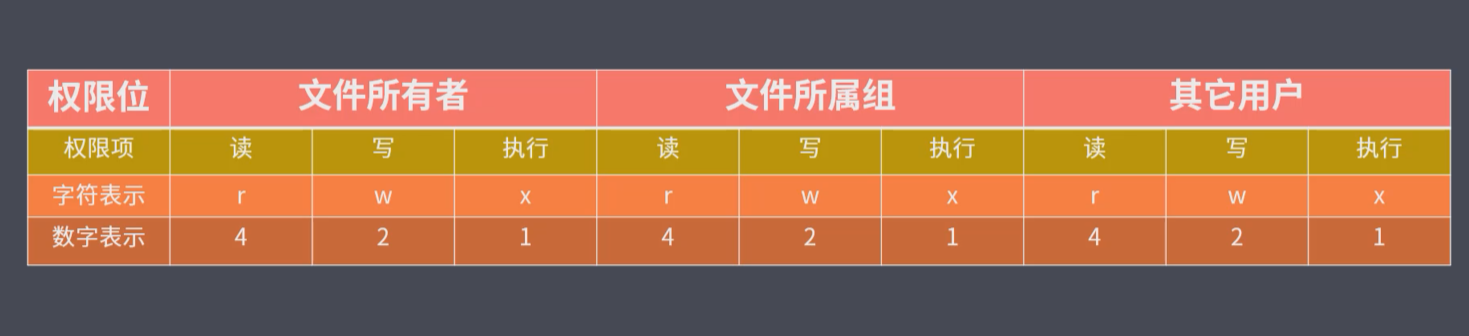 权限位 文件所有者 文件所属组 其它用户
权限项 读 写 执行 读 写 执行 读 写 执行
字符表示 r w x r w x r w x
数字表示 4 2 1 4 2 1 4 2 1